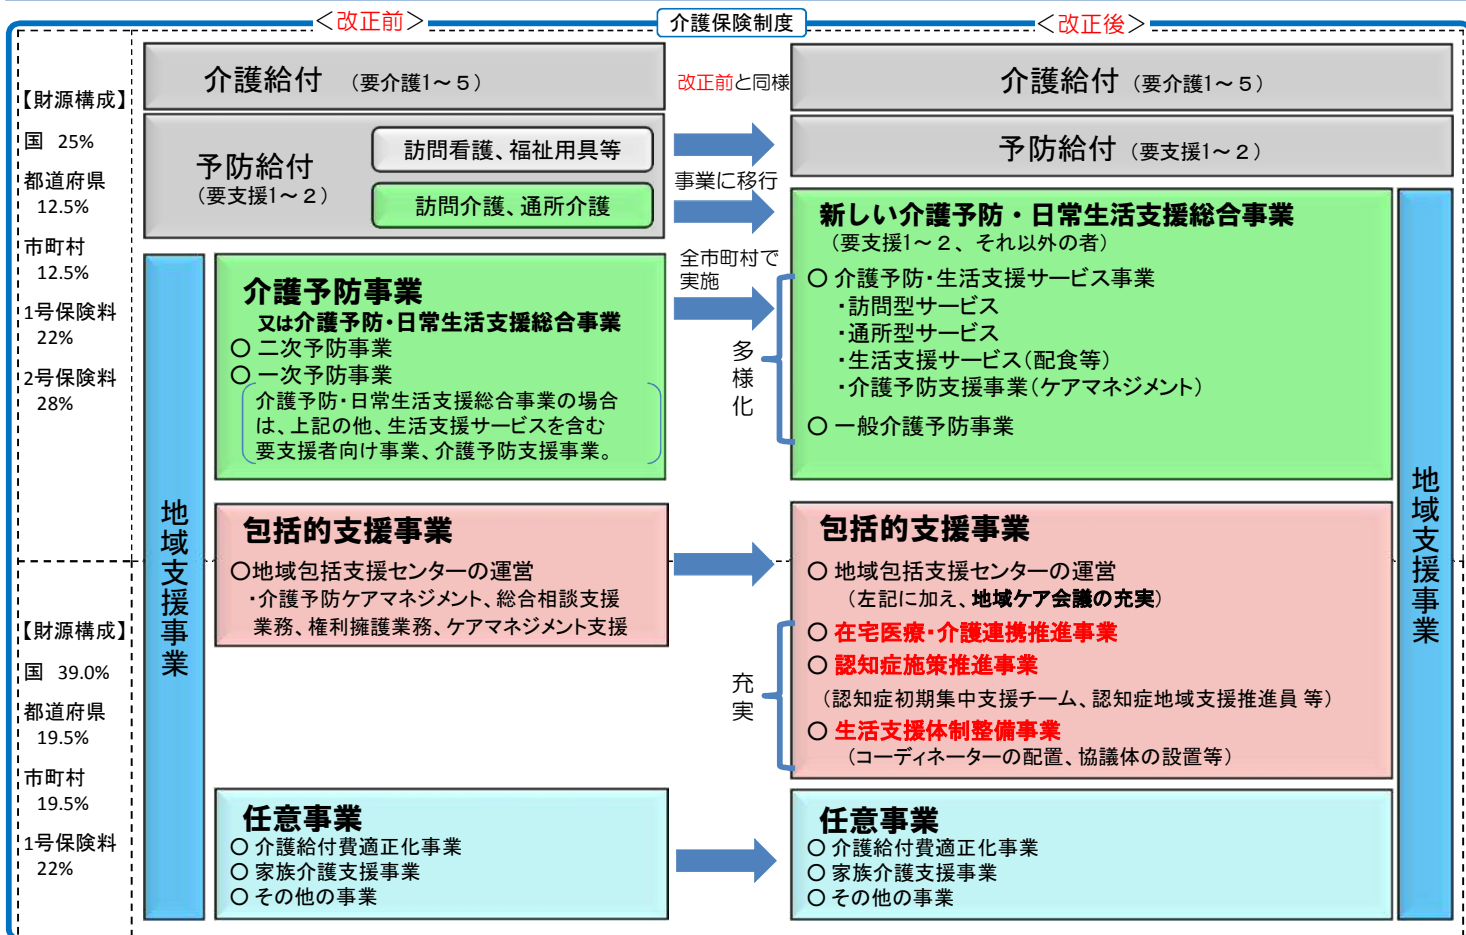 ＜改正前＞
介護保険制度
＜改正後＞
【財源構成】
国 25%
都道府県
12.5%
市町村
12.5%
1号保険料
22%
2号保険料
28%
【財源構成】
国 39.0%
都道府県
19.5%
市町村
19.5%
1号保険料
22%
介護給付 （要介護1～５）
予防給付
（要支援1～２）
訪問看護、福祉用具等
訪問介護、通所介護
地域支援事業
介護予防事業
又は介護予防・日常生活支援総合事業
○ 二次予防事業
○ 一次予防事業
介護予防・日常生活支援総合事業の場合
は、上記の他、生活支援サービスを含む
要支援者向け事業、介護予防支援事業。
包括的支援事業
○地域包括支援センターの運営
・介護予防ケアマネジメント、総合相談支援
業務、権利擁護業務、ケアマネジメント支援
任意事業
○ 介護給付費適正化事業
○ 家族介護支援事業
○ その他の事業
改正前と同様
事業に移行
全市町村で
実施
多様化
充実
介護給付 （要介護1～５）
予防給付 （要支援1～２）
新しい介護予防・日常生活支援総合事業
（要支援1～２、それ以外の者）
○ 介護予防・生活支援サービス事業
・訪問型サービス
・通所型サービス
・生活支援サービス（配食等）
・介護予防支援事業（ケアマネジメント）
○ 一般介護予防事業
包括的支援事業
○ 地域包括支援センターの運営
（左記に加え、地域ケア会議の充実）
○ 在宅医療・介護連携推進事業
○ 認知症施策推進事業
（認知症初期集中支援チーム、認知症地域支援推進員 等）
○ 生活支援体制整備事業
（コーディネーターの配置、協議体の設置等）
任意事業
○ 介護給付費適正化事業
○ 家族介護支援事業
○ その他の事業
地域支援事業